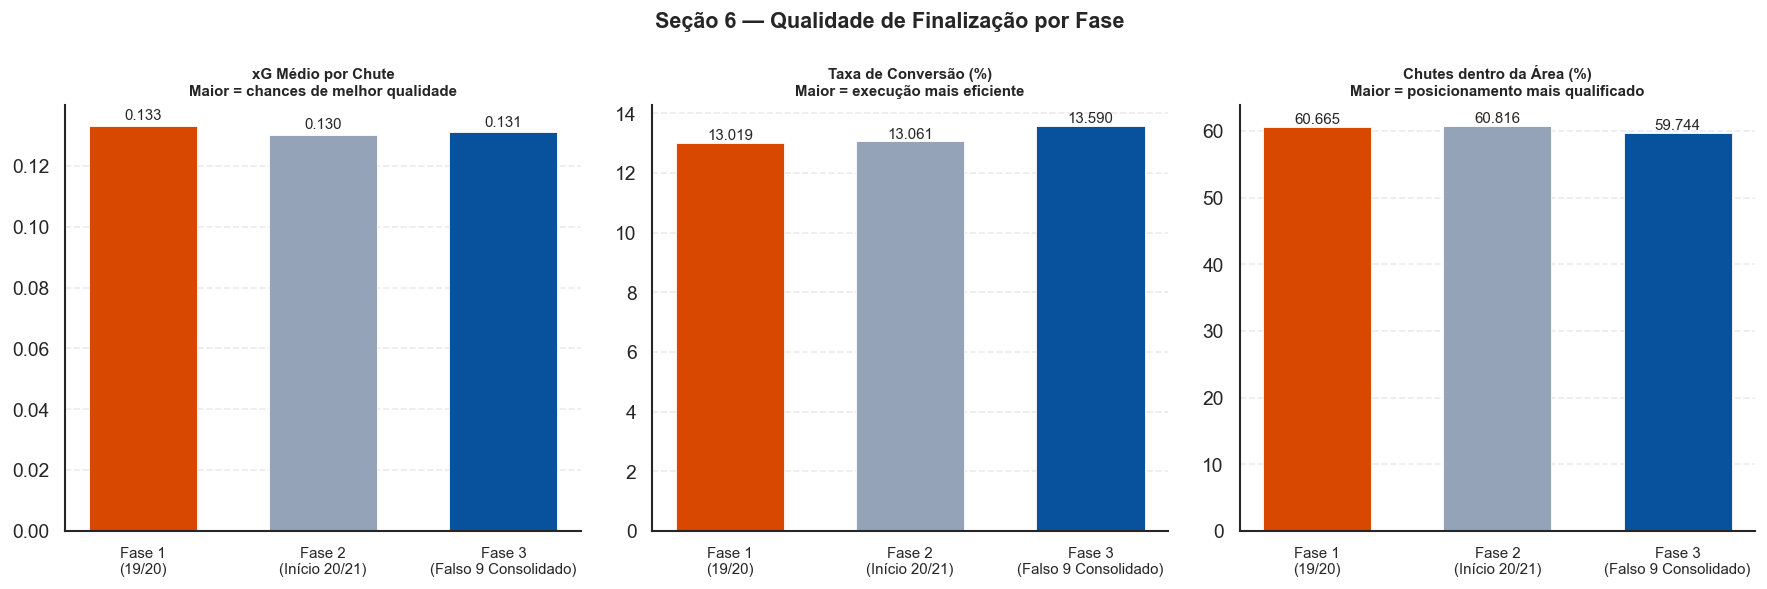 Seção 6 — Qualidade de Finalização por Fase
xG Médio por Chute
Maior = chances de melhor qualidade
0.133
0.130
0.131
0.12
0.10
0.08
0.06
0.04
0.02
0.00
Fase 1
(19/20)
Fase 2
(Início 20/21)
Fase 3
(Falso 9 Consolidado)
Taxa de Conversão (%)
Maior = execução mais eficiente
13.019
13.061
13.590
14
12
10
8
6
4
2
0
Fase 1
(19/20)
Fase 2
(Início 20/21)
Fase 3
(Falso 9 Consolidado)
Chutes dentro da Área (%)
Maior = posicionamento mais qualificado
60.665
60.816
59.744
60
50
40
30
20
10
0
Fase 1
(19/20)
Fase 2
(Início 20/21)
Fase 3
(Falso 9 Consolidado)